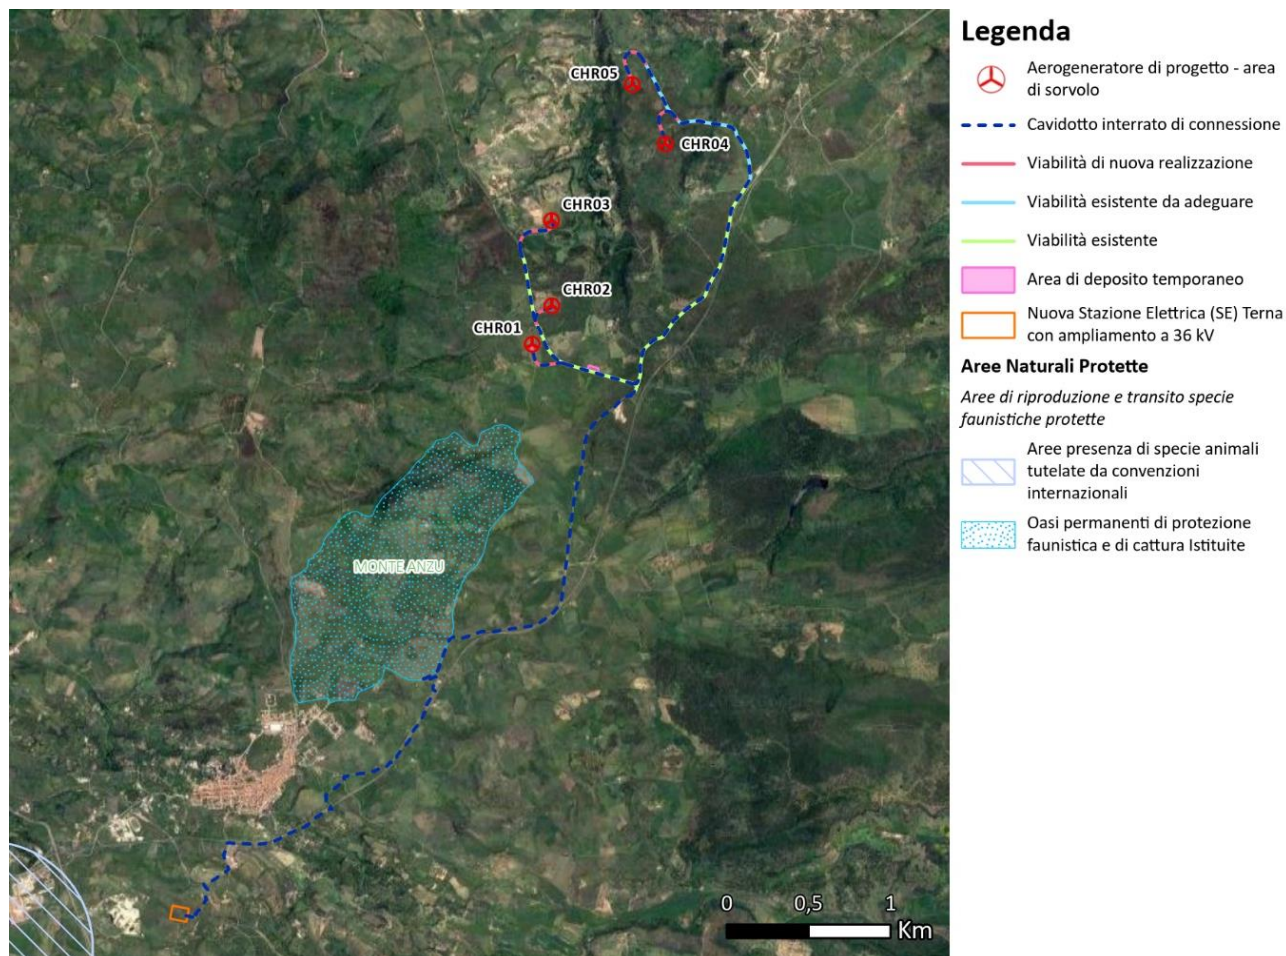 CHR05
CHR04
CHR03
CHR02
CHR01
MONTE ANZU
0 0,5 1
Km
Legenda
Aerogeneratore di progetto - area
di sorvolo
Cavidotto interrato di connessione
Viabilità di nuova realizzazione
Viabilità esistente da adeguare
Viabilità esistente
Area di deposito temporaneo
Nuova Stazione Elettrica (SE) Terna
con ampliamento a 36 kV
Aree Naturali Protette
Aree di riproduzione e transito specie
faunistiche protette
Aree presenza di specie animali
tutelate da convenzioni
internazionali
Oasi permanenti di protezione
faunistica e di cattura Istituite